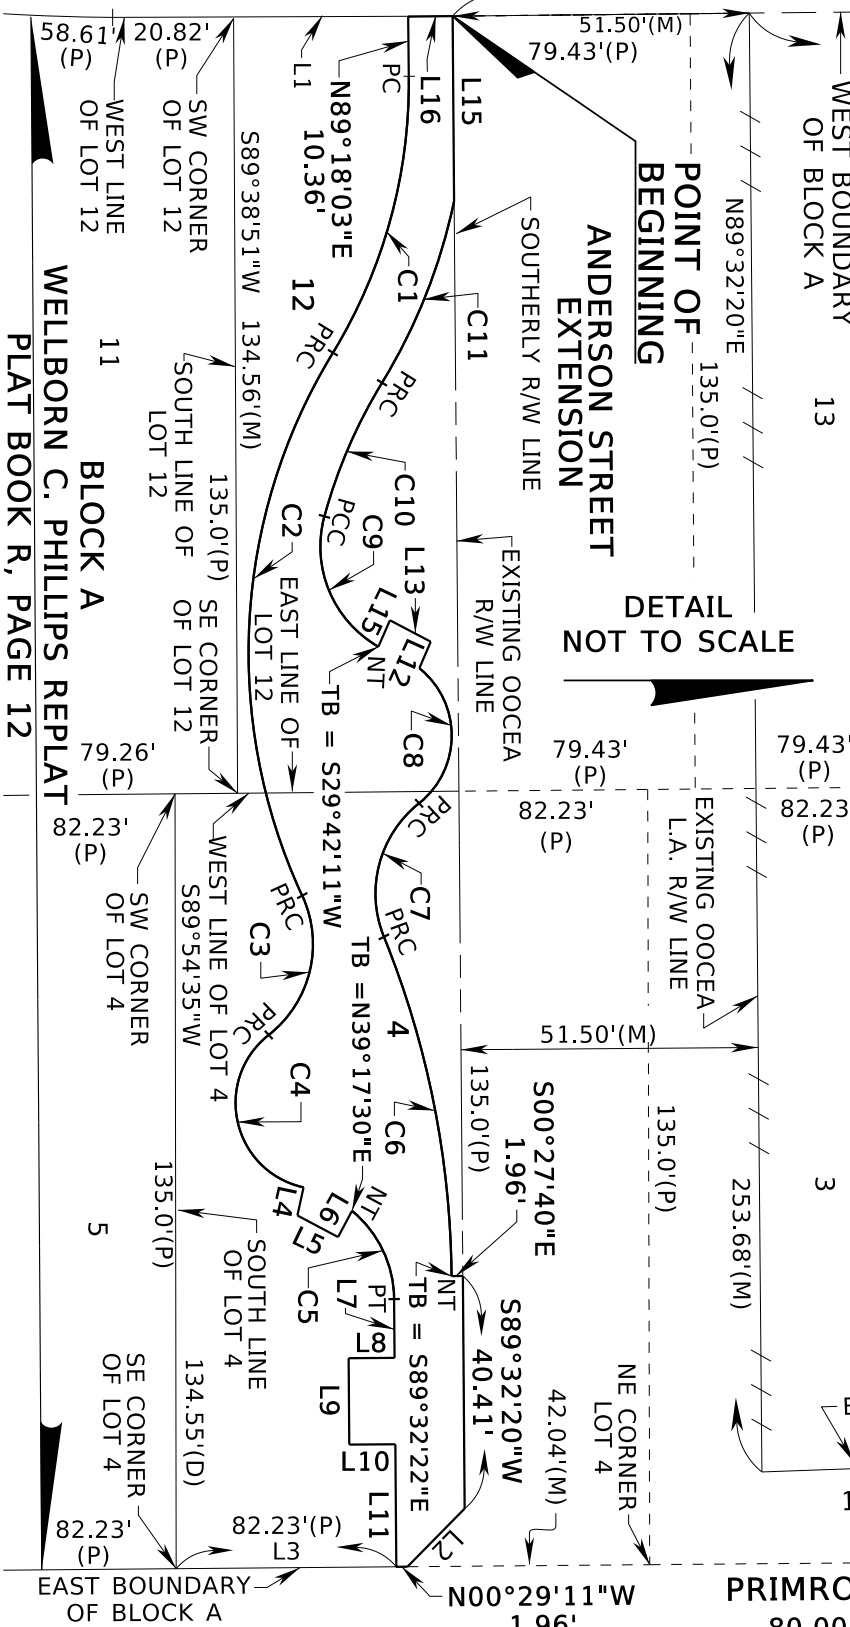 51.50'(M)
79.43'(P)
58.61'
(P)
20.82'
(P)
WEST LINE
OF LOT 12
SW CORNER
OF LOT 12
L1
N89°18'03"E
10.36'
PC
L16
L15
S89°38'51"W 134.56'(M)
POINT OF
BEGINNING
N89°32'20"E
WEST BOUNDARY
OF BLOCK A
ANDERSON STREET
EXTENSION
SOUTHERLY R/W LINE
135.0'(P)
13
12
C1
C11
PRC
PRC
11
SOUTH LINE OF
LOT 12
BLOCK A
WELLBORN C. PHILLIPS REPLAT
PLAT BOOK R, PAGE 12
135.0'(P)
C2
C10
PCC
C9
L13
L15
L12
NT
EAST LINE OF
LOT 12
SE CORNER
OF LOT 12
EXISTING OOCEA
R/W LINE
DETAIL
NOT TO SCALE
TB = S29°42'11"W
C8
79.26'
(P)
79.43'
(P)
79.43'
(P)
82.23'
(P)
82.23'
(P)
82.23
(P)
PRC
EXISTING OOCEA
L.A. R/W LINE
WEST LINE OF LOT 4
SW CORNER
OF LOT 4
S89°54'35"W
PRC
C3
PRC
C7
PRC
TB =N39°17'30"E
4
51.50'(M)
C4
C6
135.0'(P)
S00°27'40"E
1.96'
135.0'(P)
3
5
135.0'(P)
L4
L5
L6
NT
253.68'(M)
SOUTH LINE
OF LOT 4
C5
L7
PT
L8
NT
TB = S89°32'22"E
S89°32'20"W
40.41'
L9
L10
L11
L2
134.55'(D)
SE CORNER
OF LOT 4
42.04'(M)
NE CORNER
LOT 4
82.23'
(P)
82.23'(P)
L3
EAST BOUNDARY
OF BLOCK A
N00°29'11"W
1.96'
PRIMRO
80.00